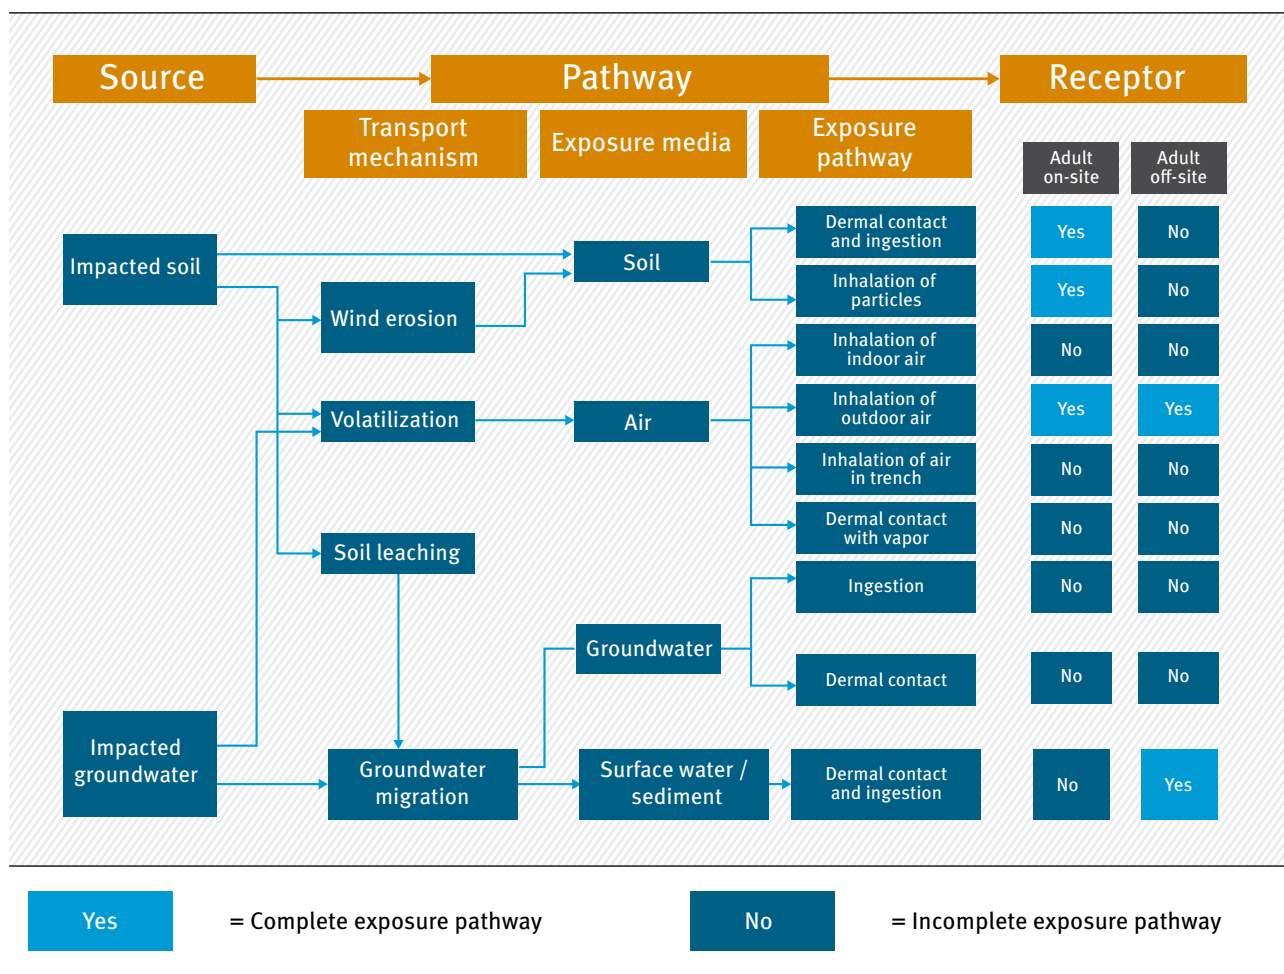 Source
Pathway
Receptor
Transport
mechanism
Exposure media
Exposure
pathway
Adult
on-site
Adult
off-site
Impacted soil
Wind erosion
Volatilization
Soil leaching
Impacted
groundwater
Groundwater
migration
Soil
Air
Groundwater
Surface water /
sediment
Dermal contact
and ingestion
Yes
No
Inhalation of
particles
Yes
No
Inhalation of
indoor air
No
No
Inhalation of
outdoor air
Yes
Yes
Inhalation of air
in trench
No
No
Dermal contact
with vapor
No
No
Ingestion
No
No
Dermal contact
No
No
Dermal contact
and ingestion
No
Yes
Yes
= Complete exposure pathway
No
= Incomplete exposure pathway